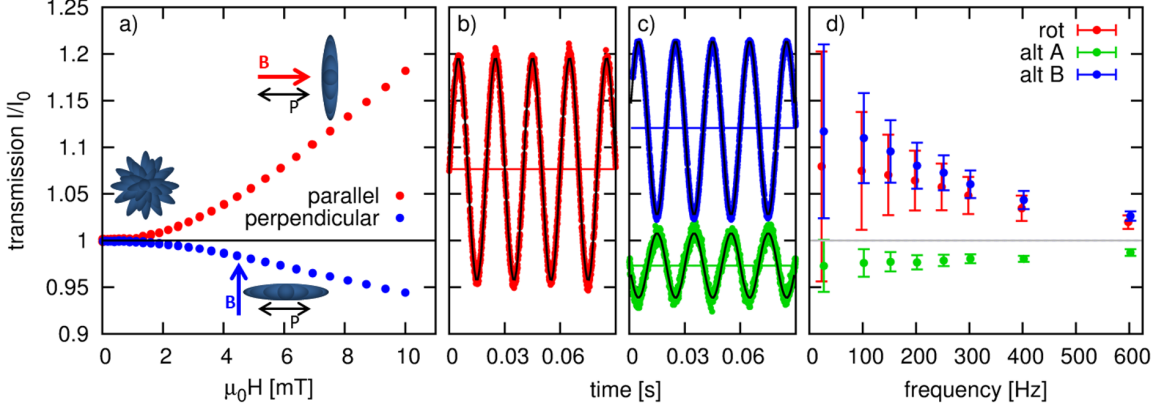 a)
b)
c)
d)
1.25
1.2
1.15
1.1
1.05
1
0.95
0.9
transmission I/I₀
B
P
parallel
perpendicular
B
P
rot
alt A
alt B
0 2 4 6 8 10
0 0.03 0.06
0 0.03 0.06
0 100 200 300 400 500 600
μ₀H [mT]
time [s]
frequency [Hz]